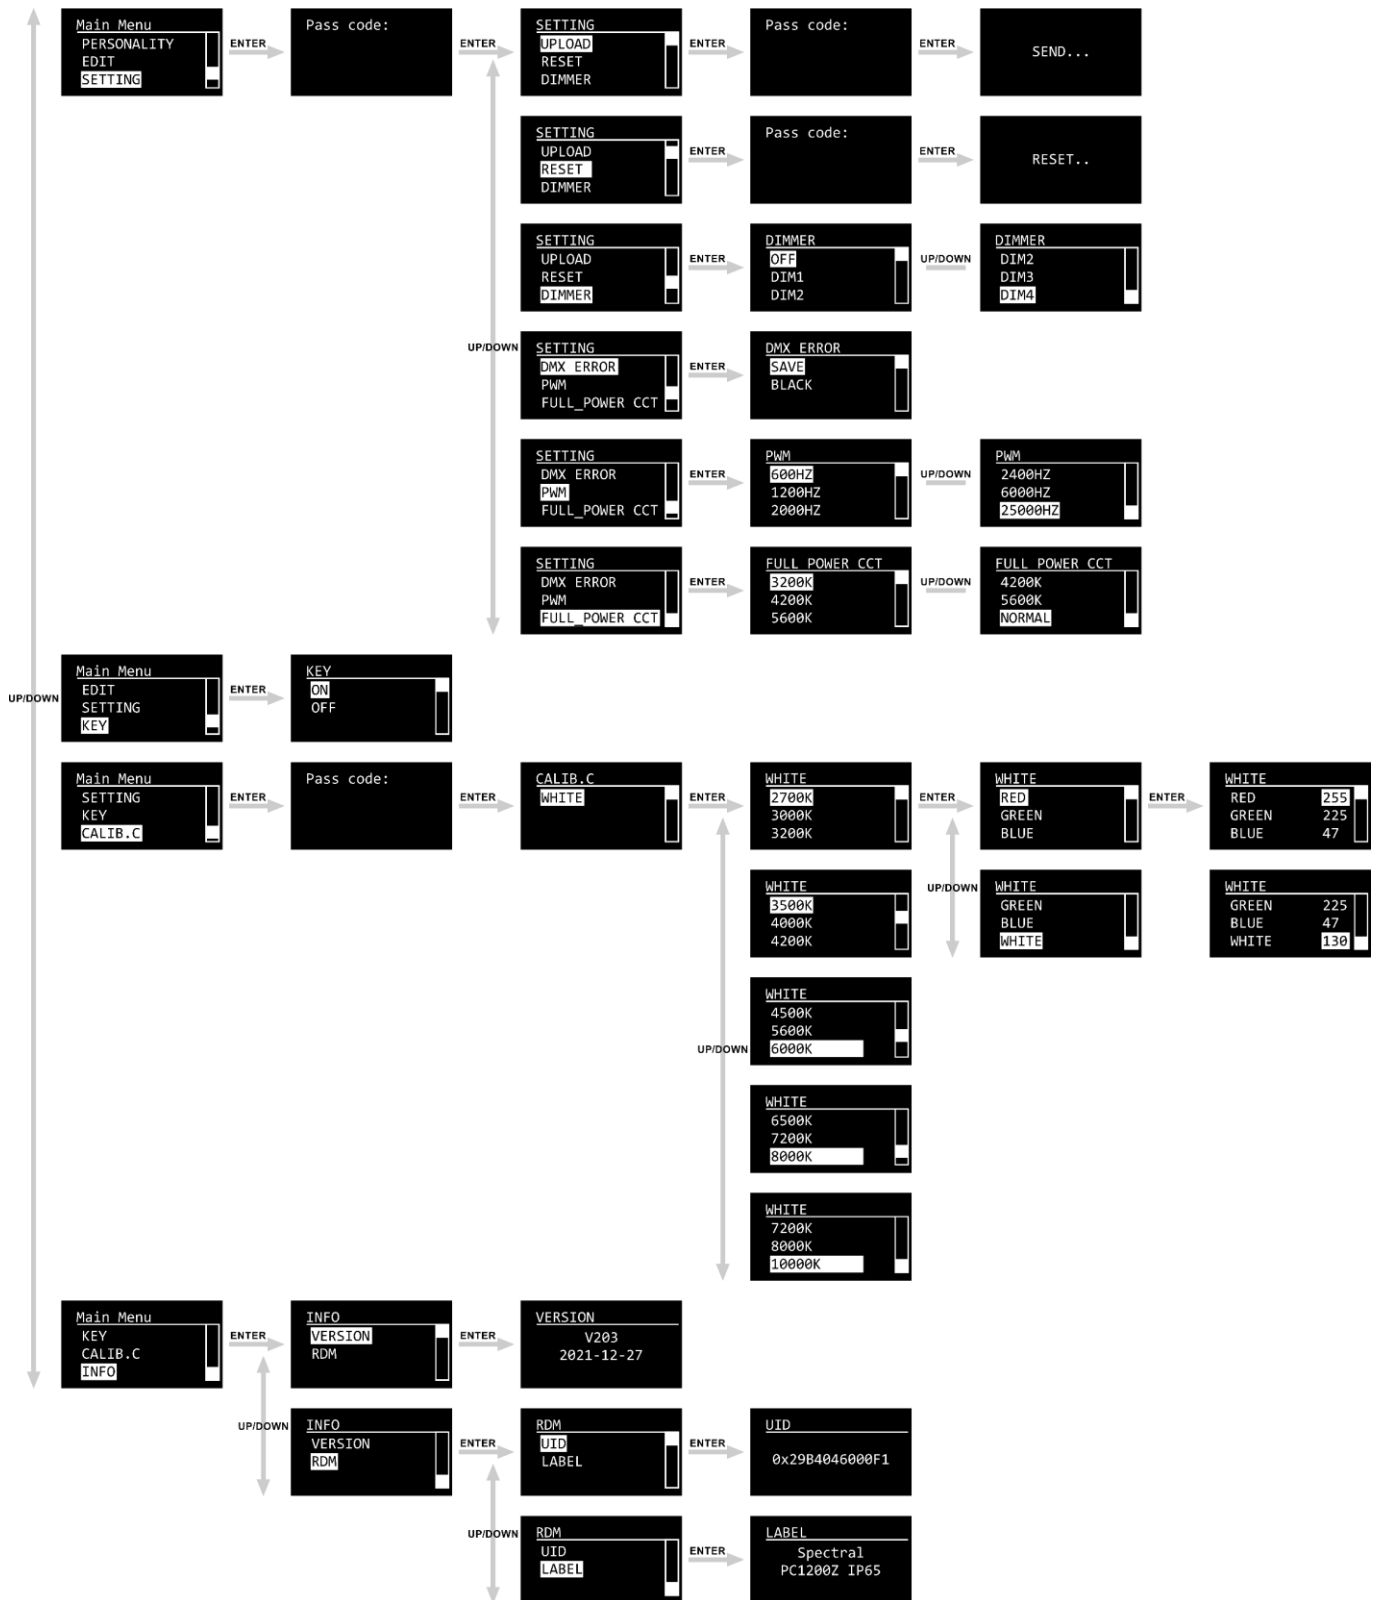 Main Menu
PERSONALITY
EDIT
SETTING
ENTER
Pass code:
ENTER
SETTING
UPLOAD
RESET
DIMMER
ENTER
Pass code:
ENTER
SEND...
SETTING
UPLOAD
RESET
DIMMER
ENTER
Pass code:
ENTER
RESET..
SETTING
UPLOAD
RESET
DIMMER
ENTER
DIMMER
OFF
DIM1
DIM2
UP/DOWN
DIMMER
DIM2
DIM3
DIM4
UP/DOWN
SETTING
DMX ERROR
PWM
FULL_POWER CCT
ENTER
DMX ERROR
SAVE
BLACK
SETTING
DMX ERROR
PWM
FULL_POWER CCT
ENTER
PWM
600HZ
1200HZ
2000HZ
UP/DOWN
PWM
2400HZ
6000HZ
25000HZ
SETTING
DMX ERROR
PWM
FULL_POWER CCT
ENTER
FULL POWER CCT
3200K
4200K
5600K
UP/DOWN
FULL POWER CCT
4200K
5600K
NORMAL
UP/DOWN
Main Menu
EDIT
SETTING
KEY
ENTER
KEY
ON
OFF
Main Menu
SETTING
KEY
CALIB.C
ENTER
Pass code:
ENTER
CALIB.C
WHITE
ENTER
WHITE
2700K
3000K
3200K
ENTER
WHITE
RED
GREEN
BLUE
ENTER
WHITE
RED 255
GREEN 225
BLUE 47
WHITE
3500K
4000K
4200K
UP/DOWN
WHITE
GREEN
BLUE
WHITE
WHITE
GREEN 225
BLUE 47
WHITE 130
UP/DOWN
WHITE
4500K
5600K
6000K
WHITE
6500K
7200K
8000K
WHITE
7200K
8000K
10000K
Main Menu
KEY
CALIB.C
INFO
ENTER
INFO
VERSION
RDM
ENTER
VERSION
V203
2021-12-27
UP/DOWN
INFO
VERSION
RDM
ENTER
RDM
UID
LABEL
ENTER
UID
0x29B4046000F1
UP/DOWN
RDM
UID
LABEL
ENTER
LABEL
Spectral
PC1200Z IP65